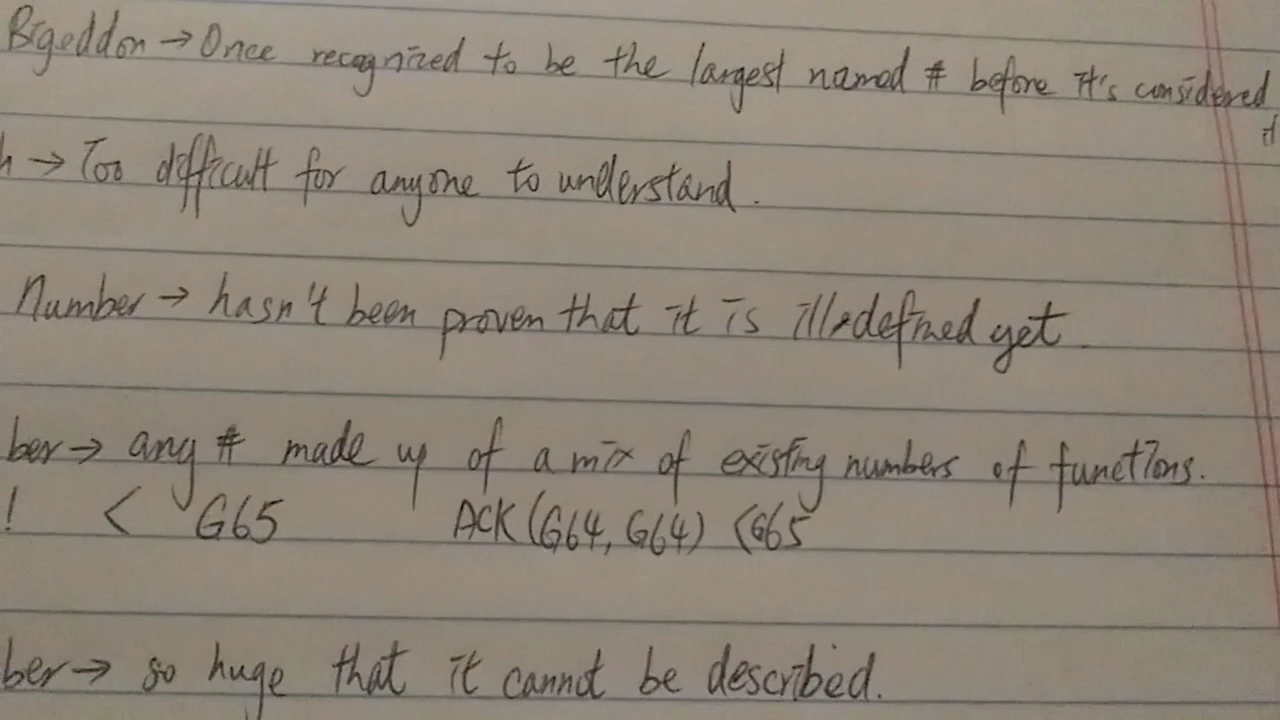 Bigeddon → Once recognized to be the largest named # before it's considered
h → Too difficult for anyone to understand.
Number → hasn't been proven that it is ill-defined yet.
ber → any # made up of a mix of existing numbers of functions.
! < G65 ACK(G64, G64) < G65
ber → so huge that it cannot be described.